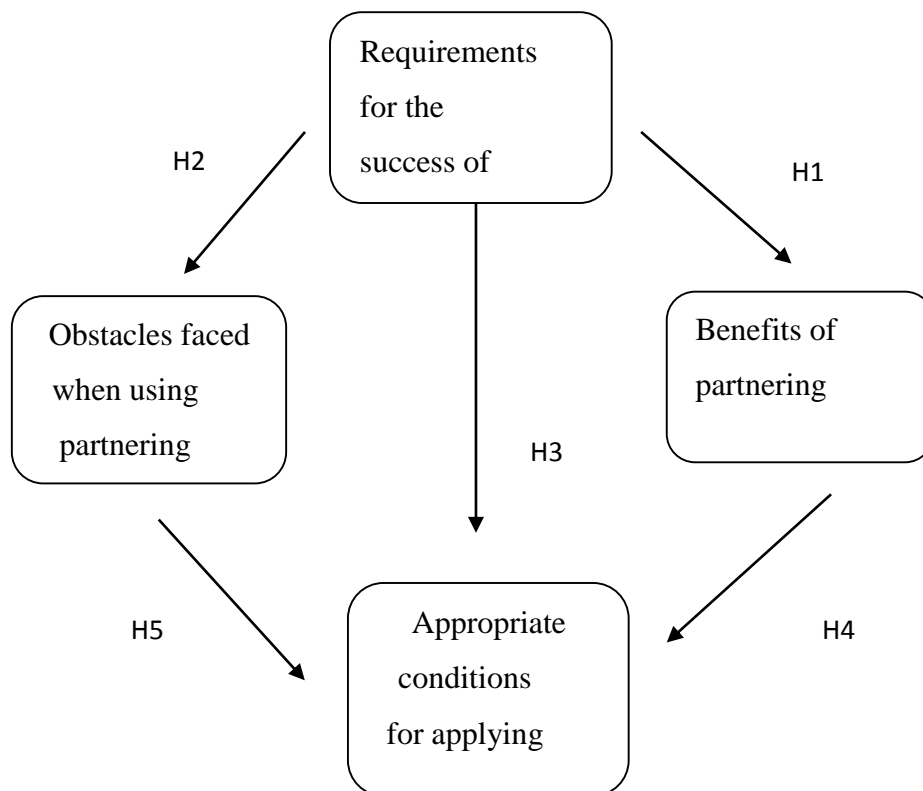 Requirements
for the
success of
H2
H1
Obstacles faced
when using
partnering
Benefits of
partnering
H3
H5
H4
Appropriate
conditions
for applying